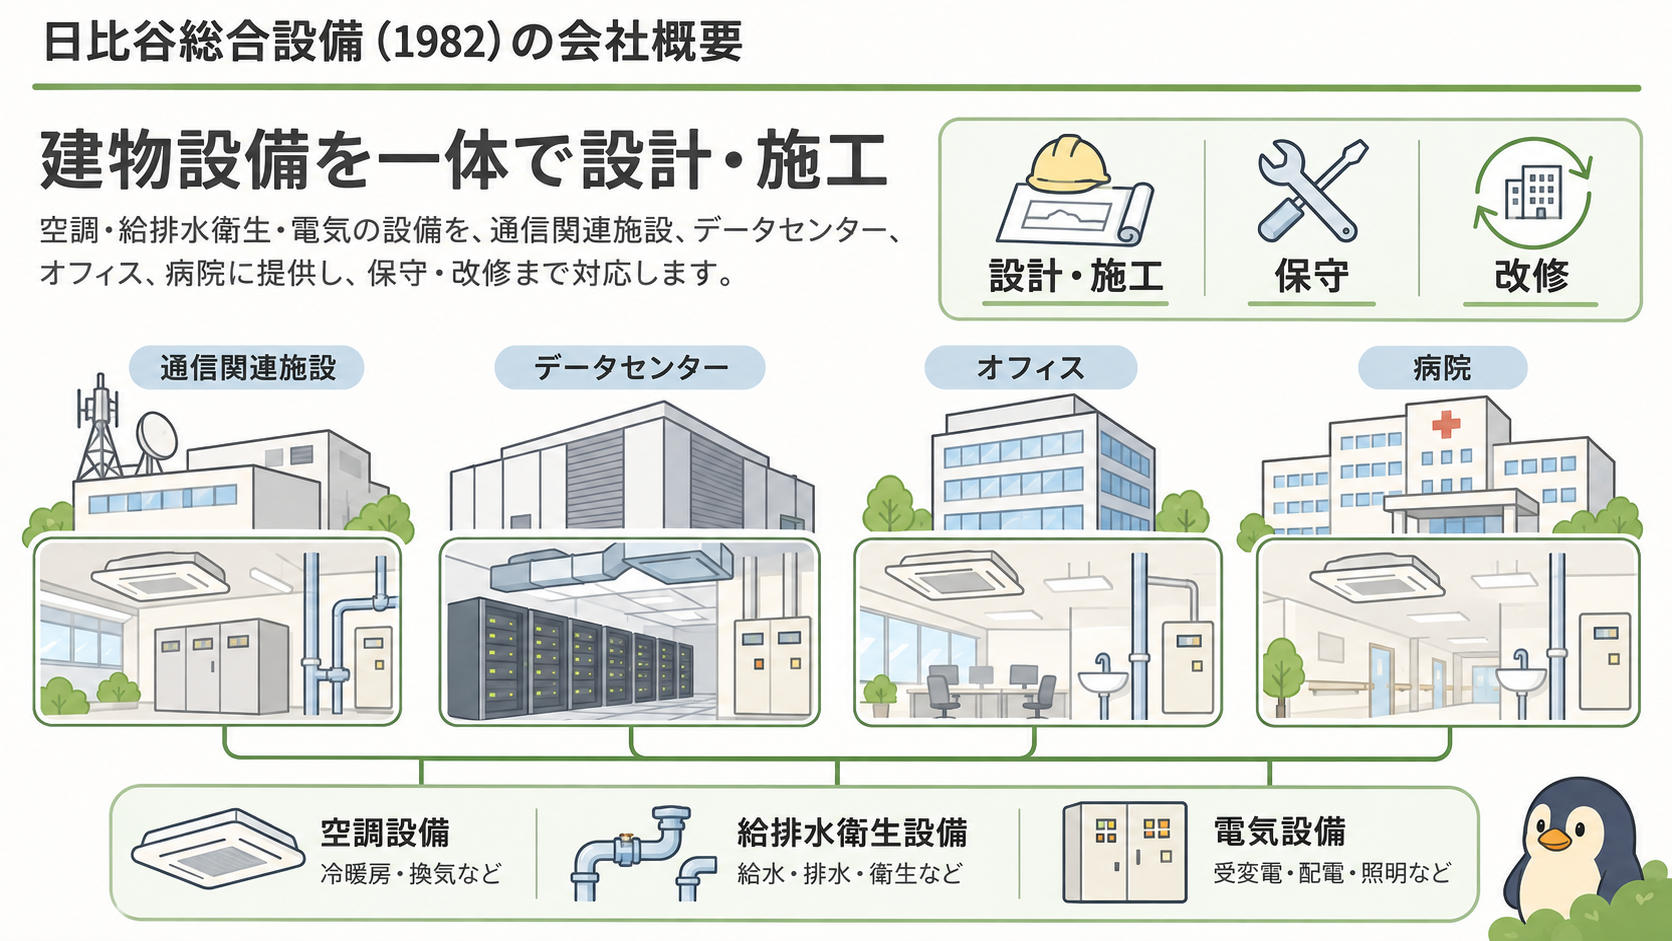 日比谷総合設備(1982)の会社概要
建物設備を一体で設計・施工
空調・給排水衛生・電気の設備を、通信関連施設、データセンター、
オフィス、病院に提供し、保守・改修まで対応します。
設計・施工
保守
改修
通信関連施設
データセンター
オフィス
病院
空調設備
冷暖房・換気など
給排水衛生設備
給水・排水・衛生など
電気設備
受変電・配電・照明など